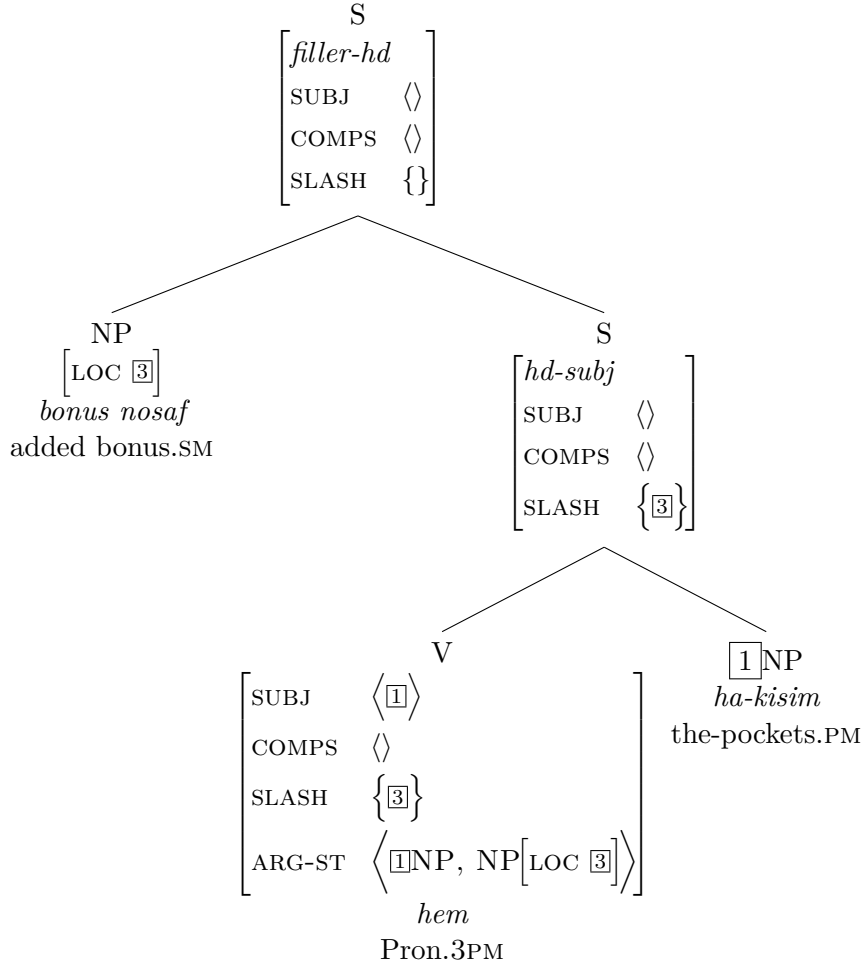 S
filler-hd
SUBJ ⟨⟩
COMPS ⟨⟩
SLASH {}
NP
[LOC 3]
bonus nosaf
added bonus.SM
S
hd-subj
SUBJ ⟨⟩
COMPS ⟨⟩
SLASH {3}
V
SUBJ ⟨1⟩
COMPS ⟨⟩
SLASH {3}
ARG-ST ⟨1NP, NP[LOC 3]⟩
hem
Pron.3PM
1NP
ha-kisim
the-pockets.PM